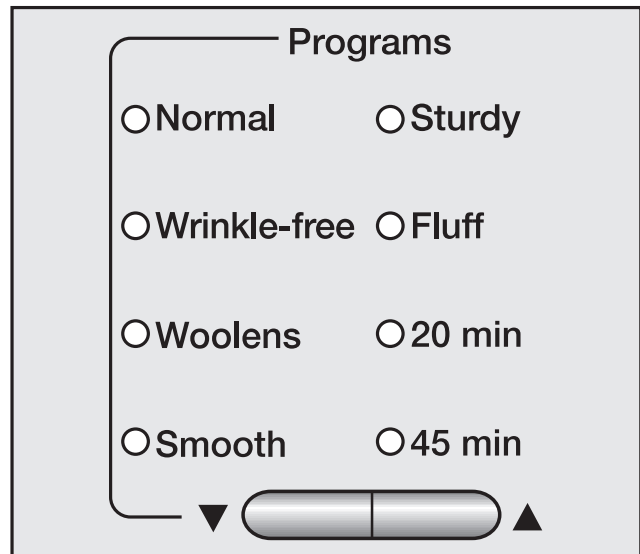 Programs
Normal
Sturdy
Wrinkle-free
Fluff
Woolens
20 min
Smooth
45 min